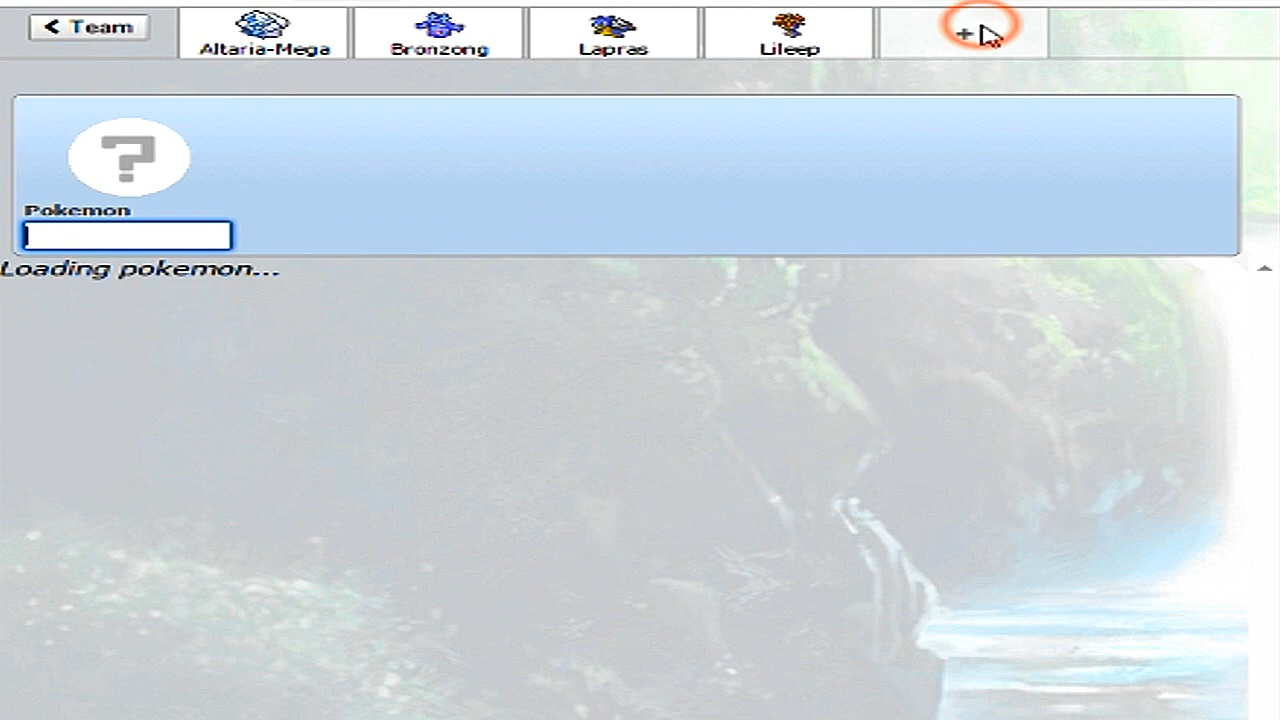 < Team
Altaria-Mega
Bronzong
Lapras
Lileep
+
?
Pokemon
Loading pokemon...